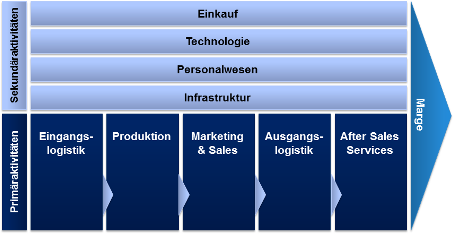 Sekundäraktivitäten
Einkauf
Technologie
Personalwesen
Infrastruktur
Primäraktivitäten
Eingangs-
logistik
Produktion
Marketing
& Sales
Ausgangs-
logistik
After Sales
Services
Marge